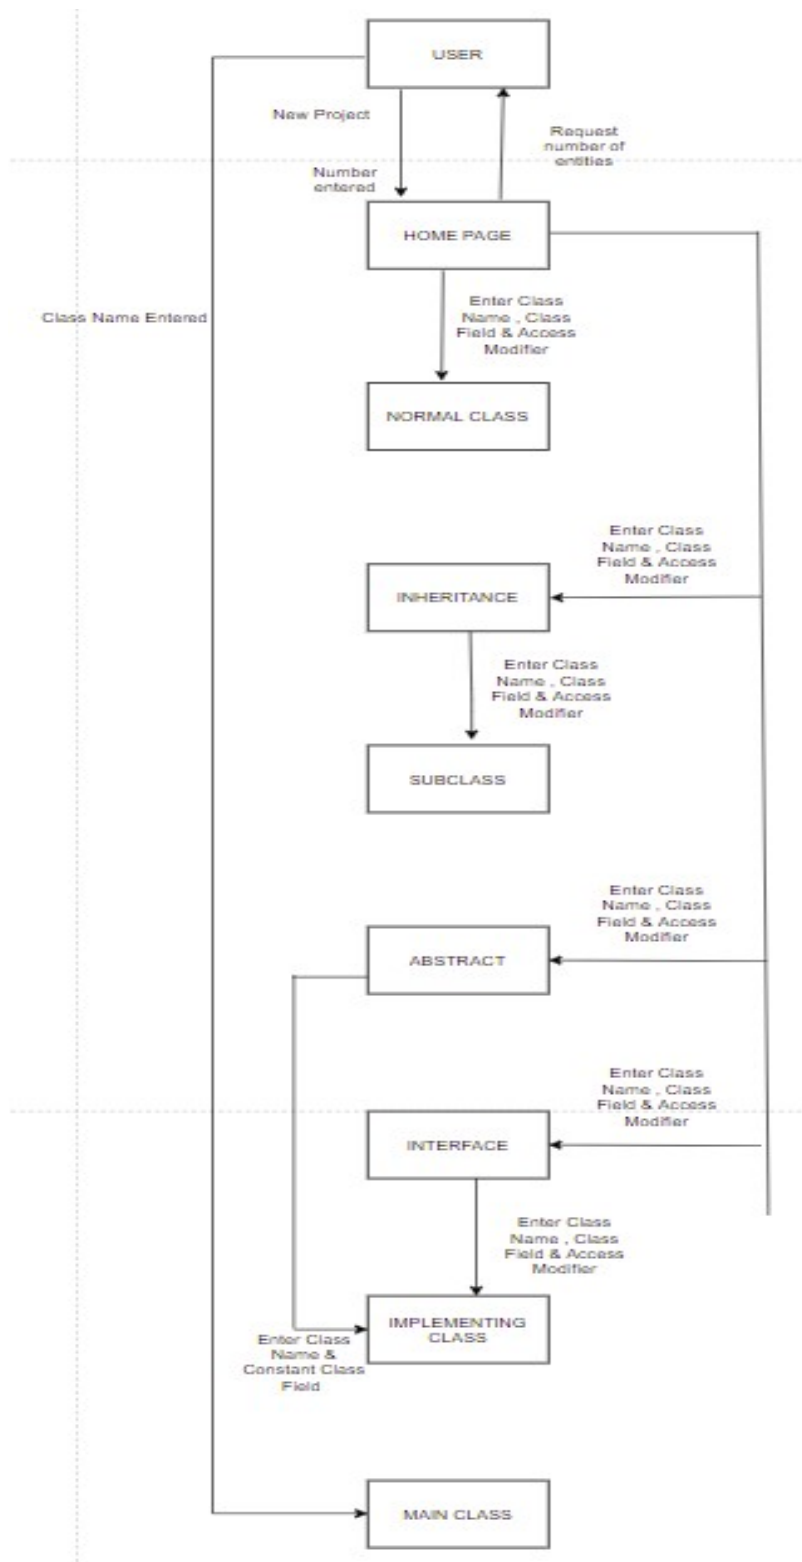 USER
New Project
Request
number of
entities
Number
entered
HOME PAGE
Enter Class
Name , Class
Field & Access
Modifier
Class Name Entered
NORMAL CLASS
Enter Class
Name , Class
Field & Access
Modifier
INHERITANCE
Enter Class
Name , Class
Field & Access
Modifier
SUBCLASS
Enter Class
Name , Class
Field & Access
Modifier
ABSTRACT
Enter Class
Name , Class
Field & Access
Modifier
INTERFACE
Enter Class
Name , Class
Field & Access
Modifier
IMPLEMENTING
CLASS
Enter Class
Name &
Constant Class
Field
MAIN CLASS